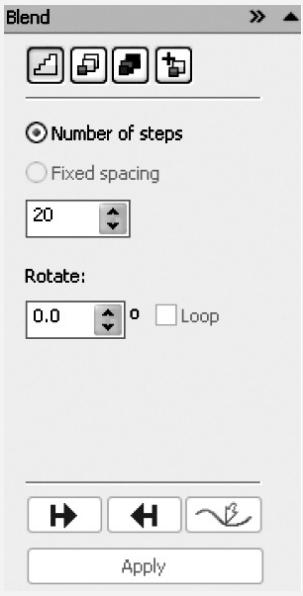 Blend
Number of steps
Fixed spacing
20
Rotate:
0.0 ° Loop
Apply